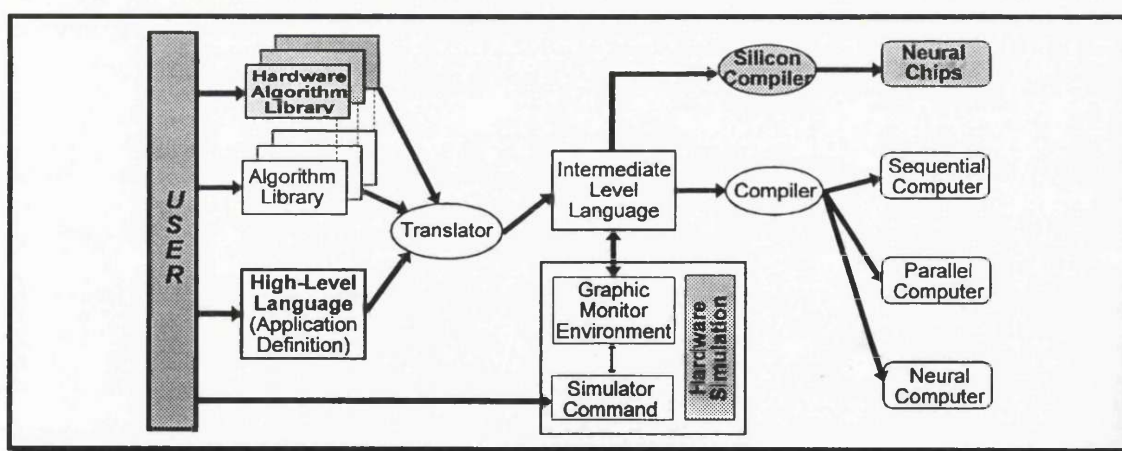 USER
Hardware
Algorithm
Library
Algorithm
Library
High-Level
Language
(Application
Definition)
Translator
Intermediate
Level
Language
Graphic
Monitor
Environment
Simulator
Command
Hardware
Simulation
Silicon
Compiler
Neural
Chips
Compiler
Sequential
Computer
Parallel
Computer
Neural
Computer